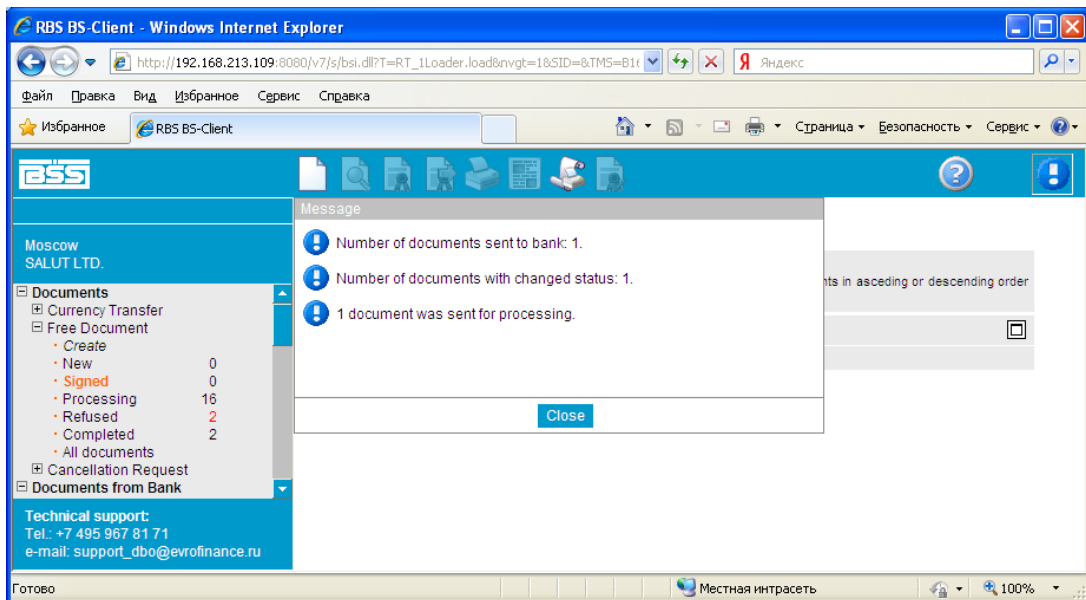 RBS BS-Client - Windows Internet Explorer
http://192.168.213.109:8080/v7/s/bsi.dll?T=RT_1Loader.load&nvgt=1&SID=&TMS=B1
Я Яндекс
Файл Правка Вид Избранное Сервис Справка
Избранное RBS BS-Client Страница Безопасность Сервис
BSS
Message
Moscow
SALUT LTD.
Number of documents sent to bank: 1.
Number of documents with changed status: 1.
1 document was sent for processing.
nts in asceding or descending order
Close
Documents
Currency Transfer
Free Document
Create
New 0
Signed 0
Processing 16
Refused 2
Completed 2
All documents
Cancellation Request
Documents from Bank
Technical support:
Tel.: +7 495 967 81 71
e-mail: support_dbo@evrofinance.ru
Готово Местная интрасеть 100%